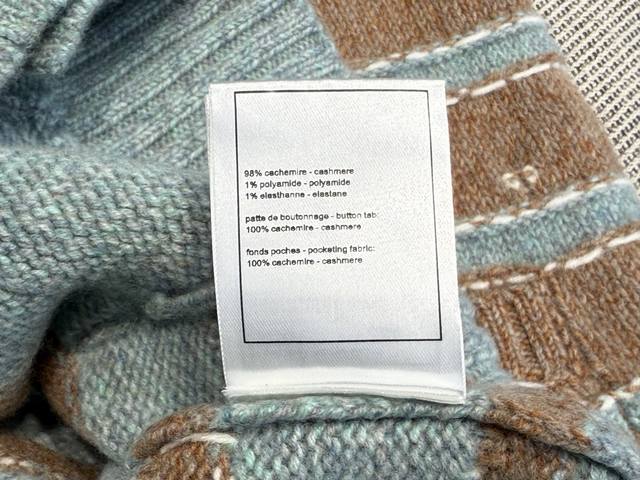 98% cachemire - cashmere
1% polyamide - polyamide
1% elasthanne - elastane
patte de boutonnage - button tab:
100% cachemire - cashmere
fonds poches - pocketing fabric:
100% cachemire - cashmere